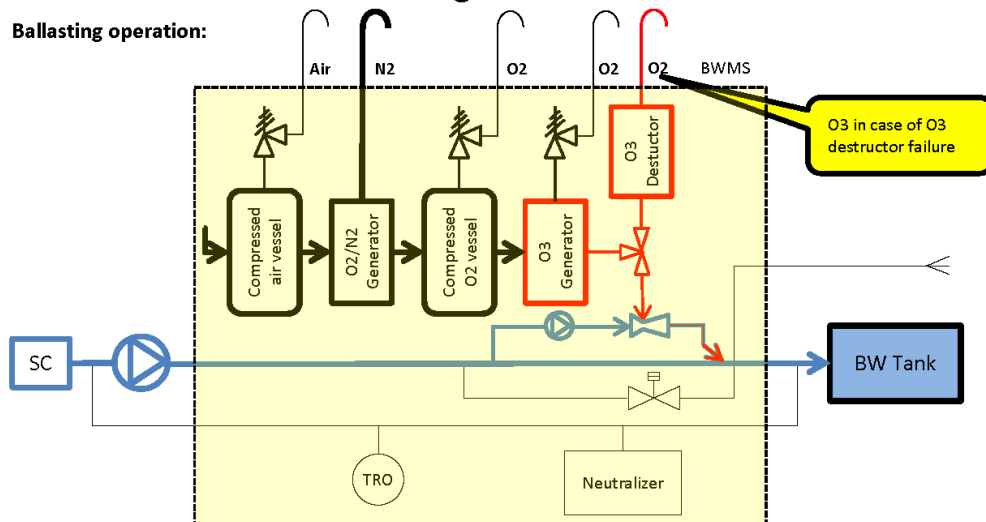 Ballasting operation:
Air
N2
O2
O2
O2
BWMS
O3 in case of O3
destructor failure
O3
Destuctor
Compressed
air vessel
O2/N2
Generator
Compressed
O2 vessel
O3
Generator
SC
BW Tank
TRO
Neutralizer